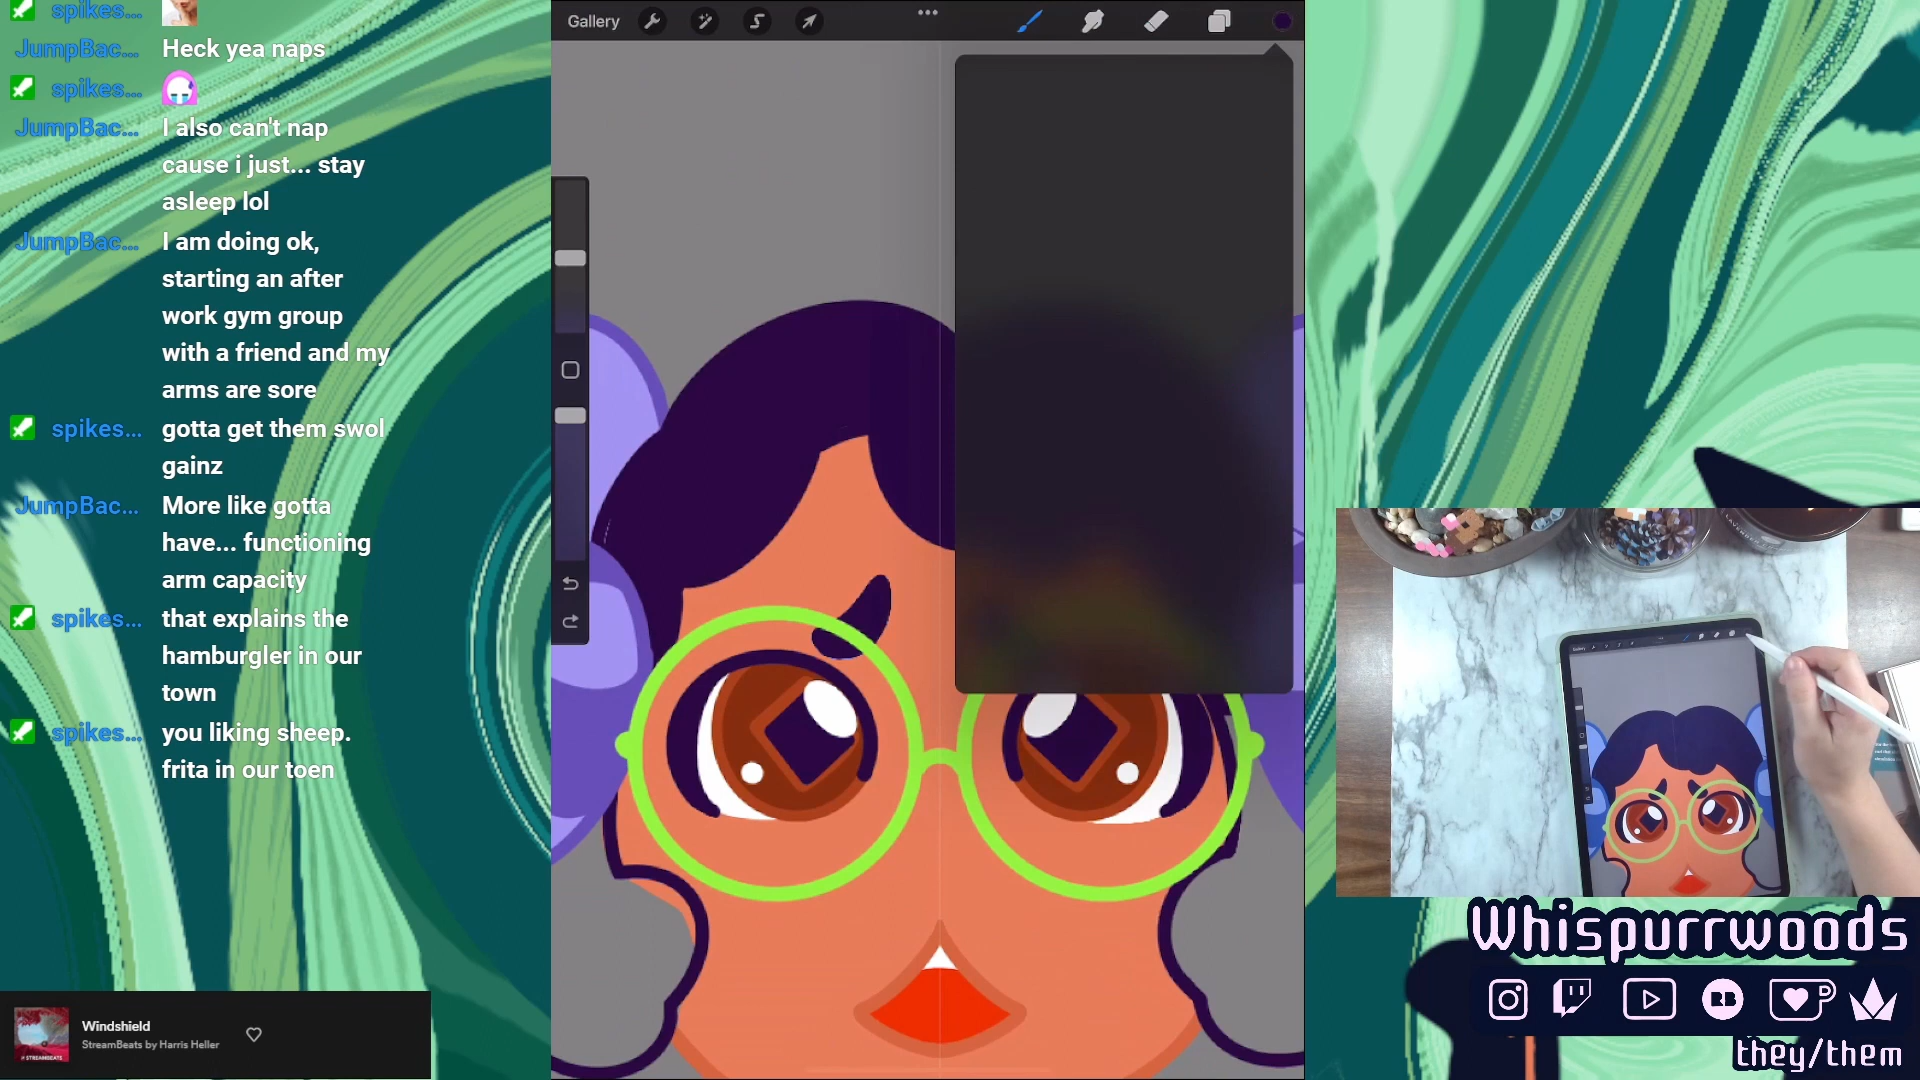 spikes...
JumpBac... Heck yea naps
spikes...
JumpBac... I also can't nap
cause i just... stay
asleep lol
JumpBac... I am doing ok,
starting an after
work gym group
with a friend and my
arms are sore
spikes... gotta get them swol
gainz
JumpBac... More like gotta
have... functioning
arm capacity
spikes... that explains the
hamburgler in our
town
spikes... you liking sheep.
frita in our toen
Windshield
StreamBeats by Harris Heller
Gallery
Whispurrwoods
they/them